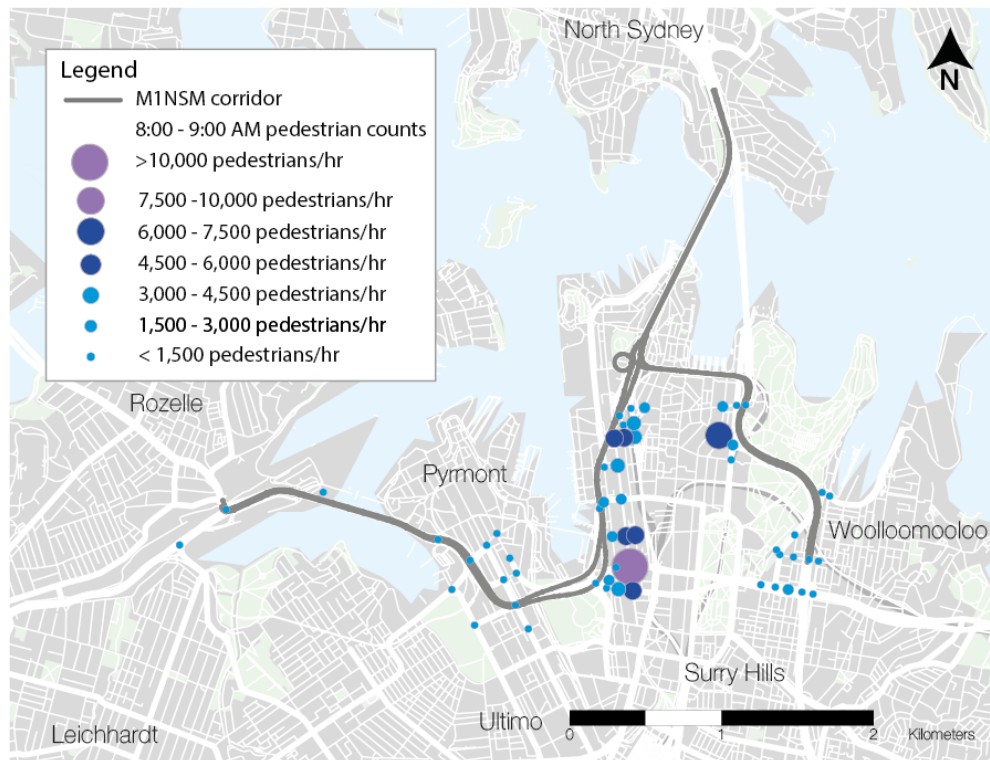 North Sydney
N
Legend
M1NSM corridor
8:00 - 9:00 AM pedestrian counts
>10,000 pedestrians/hr
7,500 -10,000 pedestrians/hr
6,000 - 7,500 pedestrians/hr
4,500 - 6,000 pedestrians/hr
3,000 - 4,500 pedestrians/hr
1,500 - 3,000 pedestrians/hr
< 1,500 pedestrians/hr
Rozelle
Pyrmont
Woolloomooloo
Surry Hills
Ultimo
Leichhardt
0 1 2
Kilometers